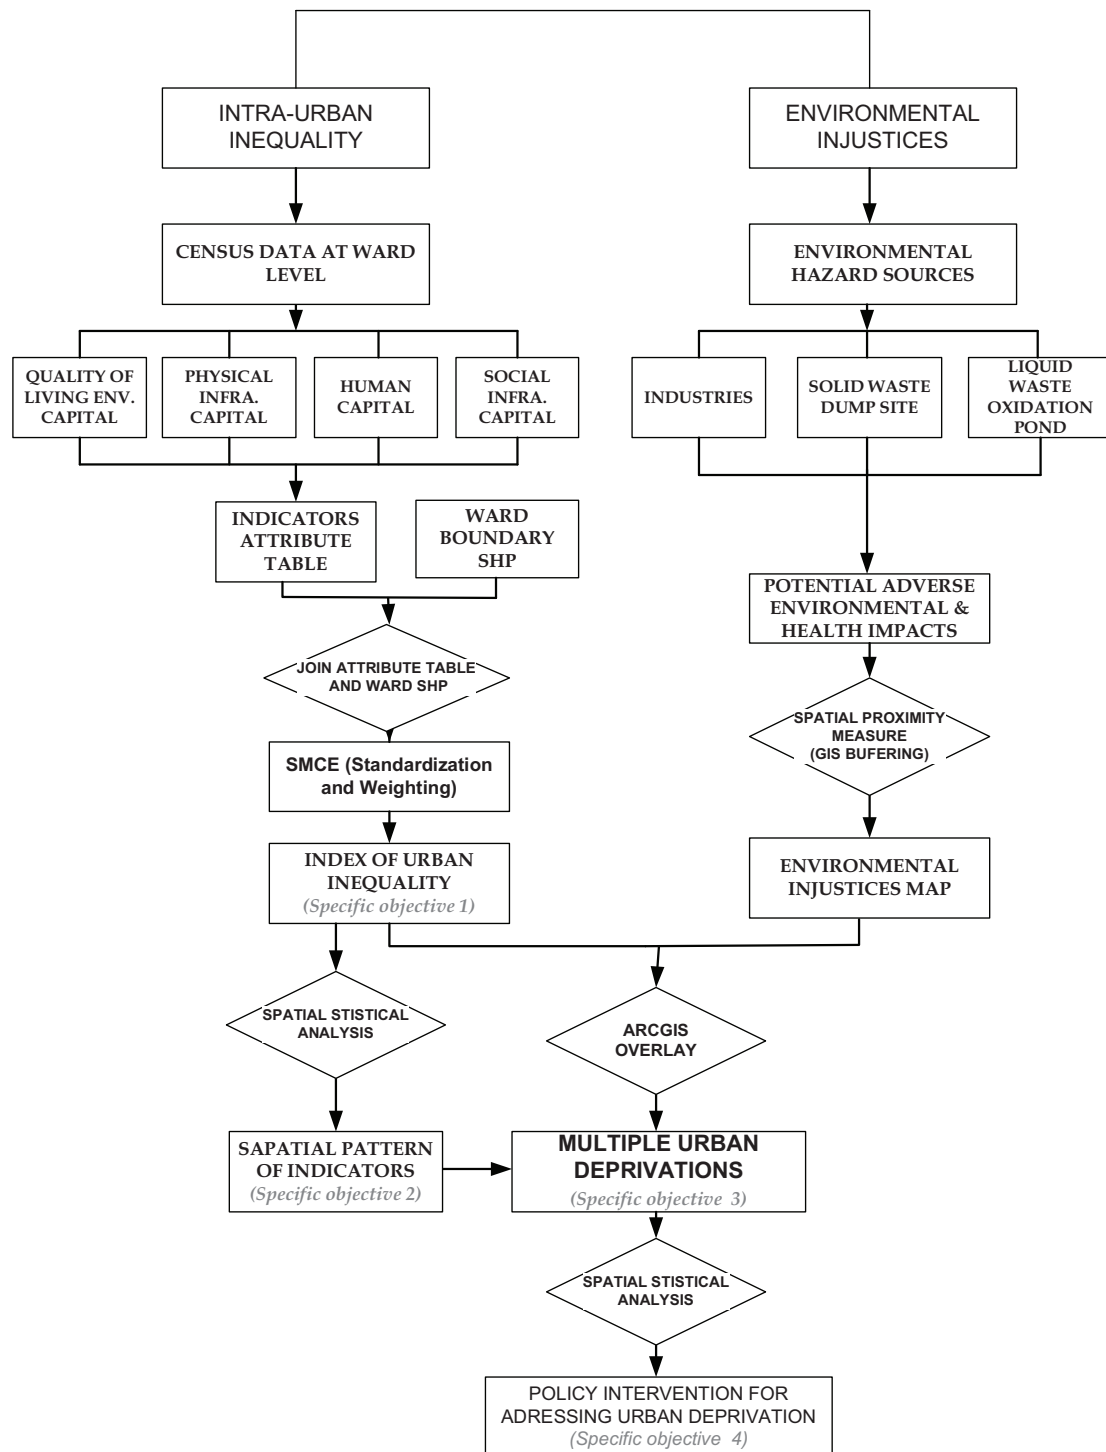 INTRA-URBAN
INEQUALITY
ENVIRONMENTAL
INJUSTICES
CENSUS DATA AT WARD
LEVEL
ENVIRONMENTAL
HAZARD SOURCES
QUALITY OF
LIVING ENV.
CAPITAL
PHYSICAL
INFRA.
CAPITAL
HUMAN
CAPITAL
SOCIAL
INFRA.
CAPITAL
INDUSTRIES
SOLID WASTE
DUMP SITE
LIQUID
WASTE
OXIDATION
POND
INDICATORS
ATTRIBUTE
TABLE
WARD
BOUNDARY
SHP
POTENTIAL ADVERSE
ENVIRONMENTAL &
HEALTH IMPACTS
JOIN ATTRIBUTE TABLE
AND WARD SHP
SPATIAL PROXIMITY
MEASURE
(GIS BUFERING)
SMCE (Standardization
and Weighting)
INDEX OF URBAN
INEQUALITY
(Specific objective 1)
ENVIRONMENTAL
INJUSTICES MAP
SPATIAL STISTICAL
ANALYSIS
ARCGIS
OVERLAY
SAPATIAL PATTERN
OF INDICATORS
(Specific objective 2)
MULTIPLE URBAN
DEPRIVATIONS
(Specific objective 3)
SPATIAL STISTICAL
ANALYSIS
POLICY INTERVENTION FOR
ADRESSING URBAN DEPRIVATION
(Specific objective 4)